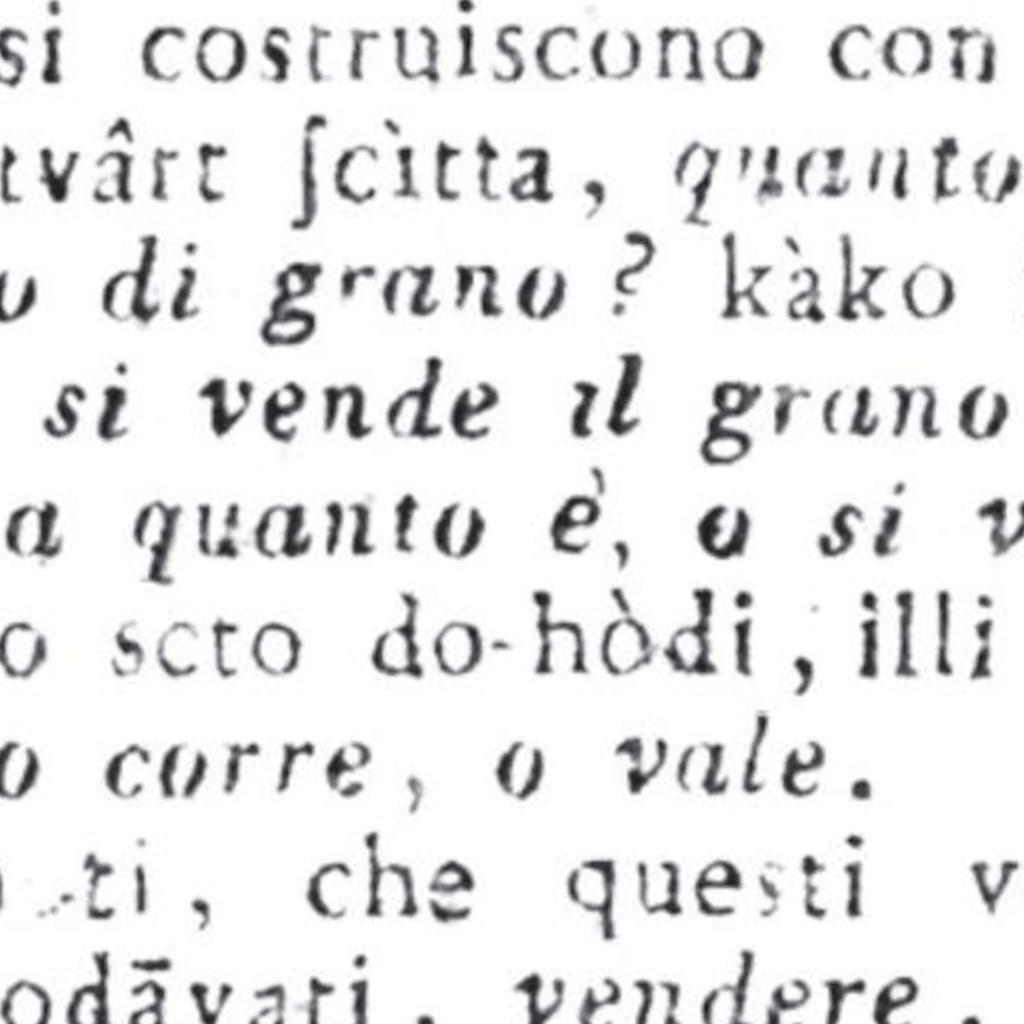 si costruiscono con
tvârt ſcìtta, quanto
o di grano? kàko
si vende il grano
a quanto è, o si v
o scto do-hòdi, illi
o corre, o vale.
ti, che questi v
odāvati, vendere.